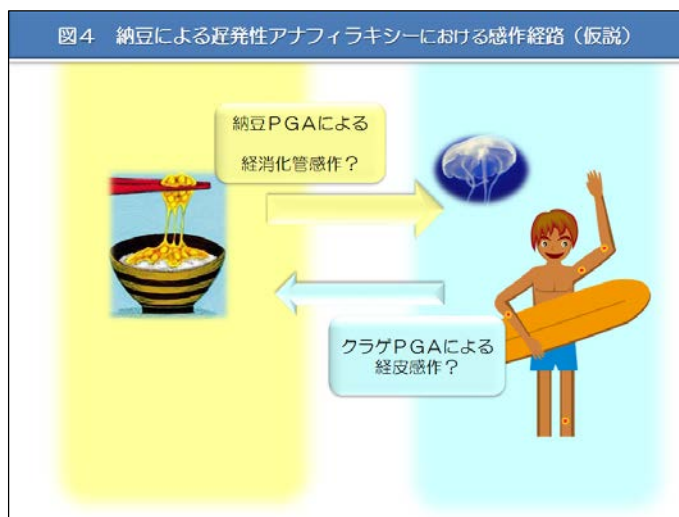 図4 納豆による遅発性アナフィラキシーにおける感作経路（仮説）
納豆PGAによる
経消化管感作？
クラゲPGAによる
経皮感作？